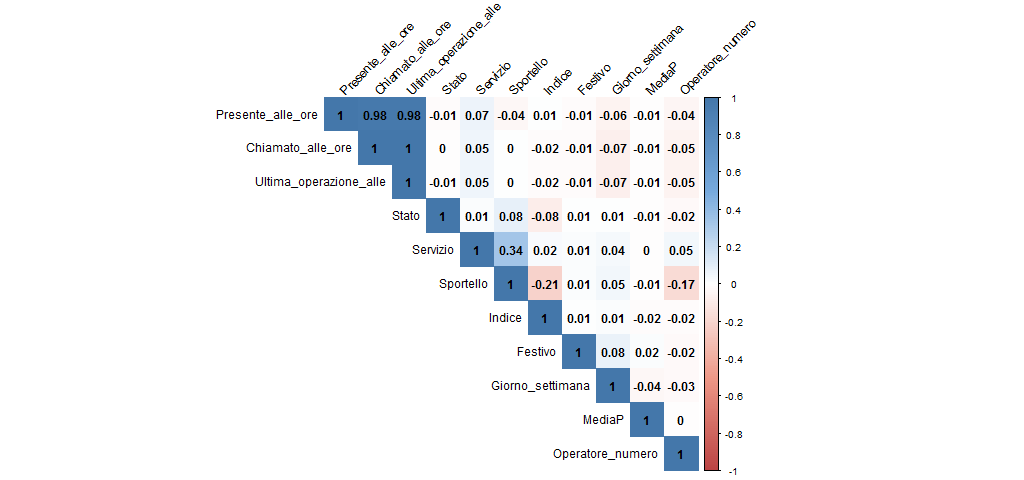 Presente_alle_ore
Chiamato_alle_ore
Ultima_operazione_alle
Stato
Servizio
Sportello
Indice
Festivo
Giorno_settimana
MediaP
Operatore_numero
Presente_alle_ore 1 0.98 0.98 -0.01 0.07 -0.04 0.01 -0.01 -0.06 -0.01 -0.04
Chiamato_alle_ore 1 1 0 0.05 0 -0.02 -0.01 -0.07 -0.01 -0.05
Ultima_operazione_alle 1 -0.01 0.05 0 -0.02 -0.01 -0.07 -0.01 -0.05
Stato 1 0.01 0.08 -0.08 0.01 0.01 -0.01 -0.02
Servizio 1 0.34 0.02 0.01 0.04 0 0.05
Sportello 1 -0.21 0.01 0.05 -0.01 -0.17
Indice 1 0.01 0.01 -0.02 -0.02
Festivo 1 0.08 0.02 -0.02
Giorno_settimana 1 -0.04 -0.03
MediaP 1 0
Operatore_numero 1
1
0.8
0.6
0.4
0.2
0
-0.2
-0.4
-0.6
-0.8
-1